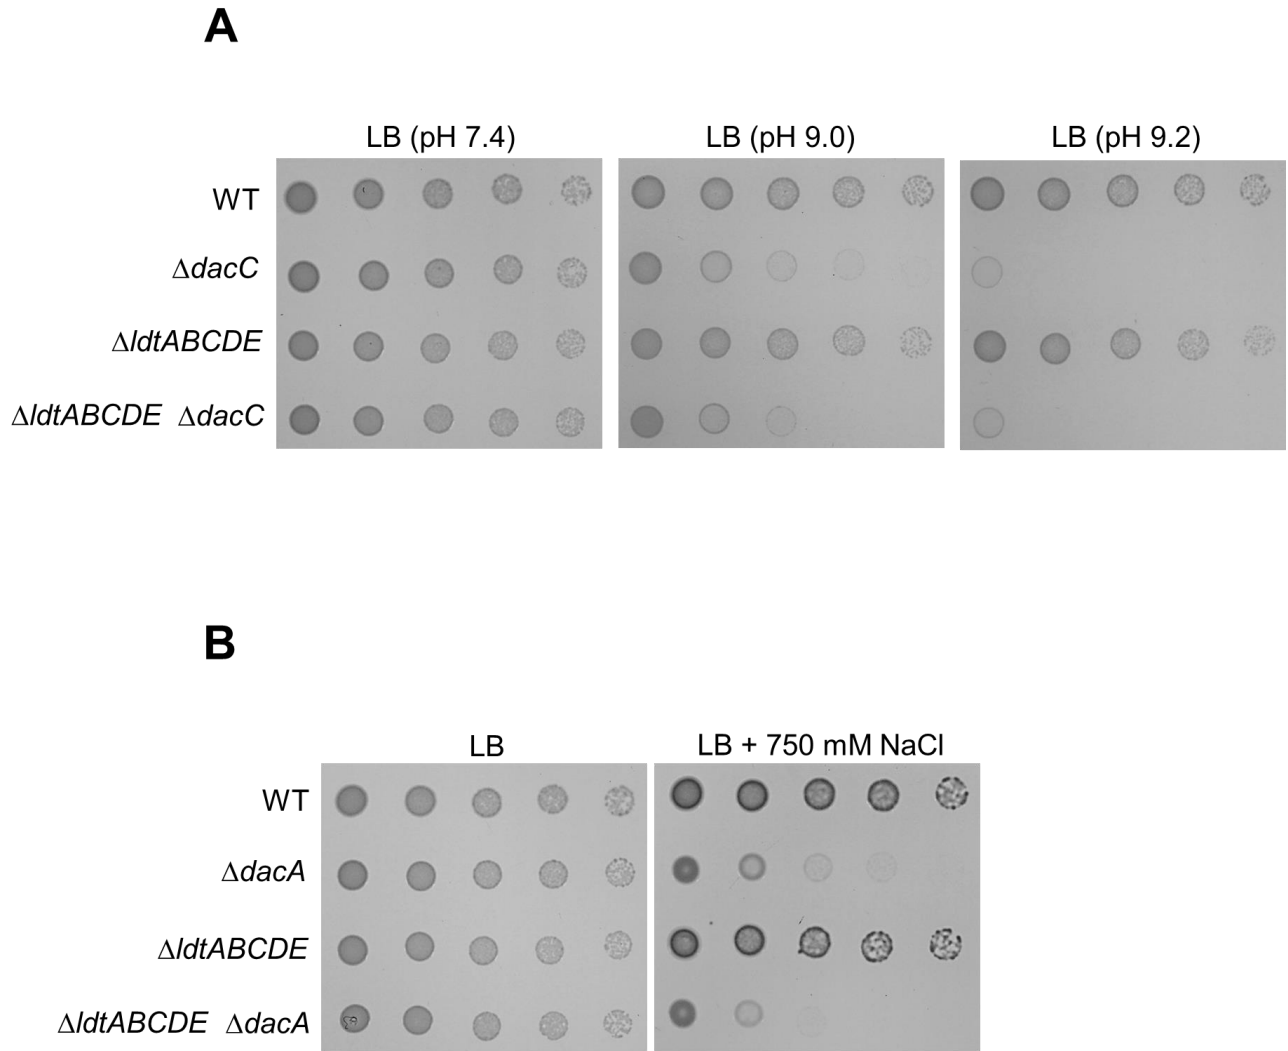 A
LB (pH 7.4) LB (pH 9.0) LB (pH 9.2)
WT
ΔdacC
ΔldtABCDE
ΔldtABCDE ΔdacC
B
LB LB + 750 mM NaCl
WT
ΔdacA
ΔldtABCDE
ΔldtABCDE ΔdacA